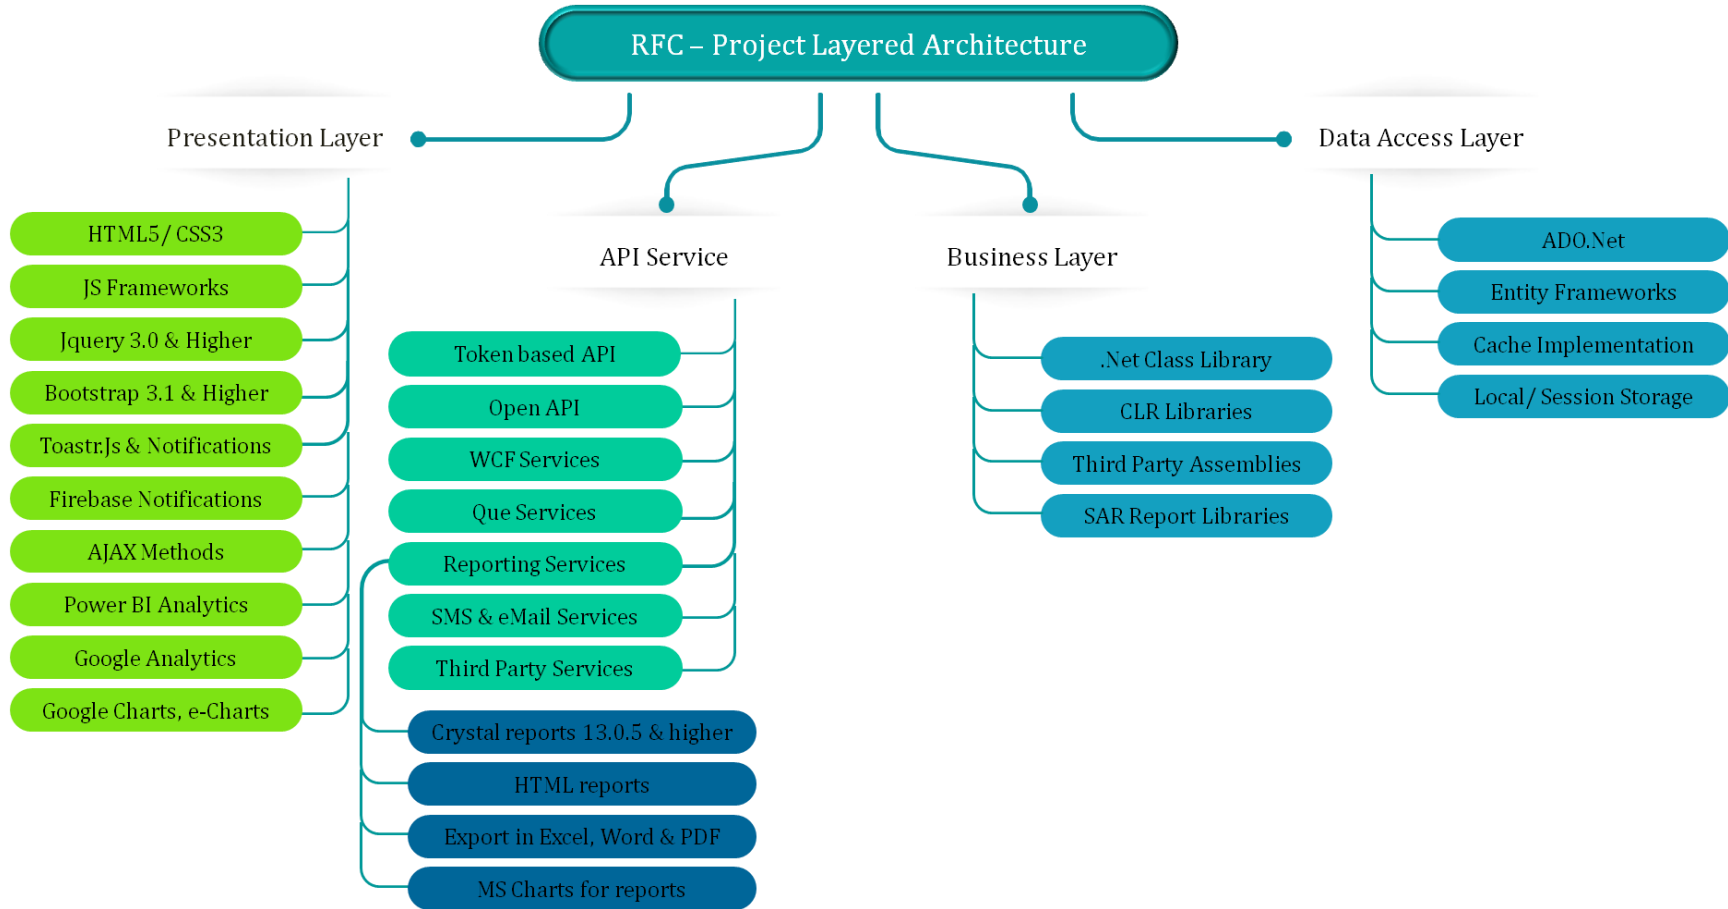 RFC – Project Layered Architecture
Presentation Layer
HTML5/ CSS3
JS Frameworks
Jquery 3.0 & Higher
Bootstrap 3.1 & Higher
Toastr.Js & Notifications
Firebase Notifications
AJAX Methods
Power BI Analytics
Google Analytics
Google Charts, e-Charts
API Service
Token based API
Open API
WCF Services
Que Services
Reporting Services
SMS & eMail Services
Third Party Services
Crystal reports 13.0.5 & higher
HTML reports
Export in Excel, Word & PDF
MS Charts for reports
Business Layer
.Net Class Library
CLR Libraries
Third Party Assemblies
SAR Report Libraries
Data Access Layer
ADO.Net
Entity Frameworks
Cache Implementation
Local/ Session Storage